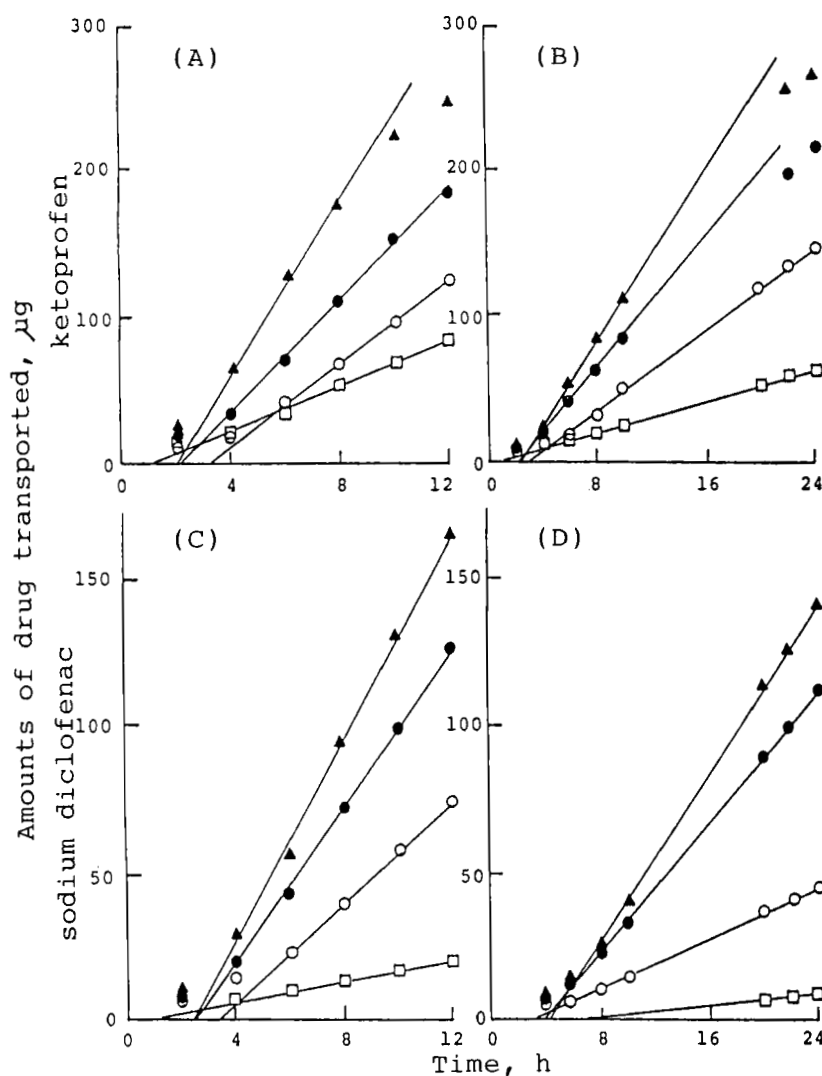 Amounts of drug transported, μg
ketoprofen
sodium diclofenac
(A)
300
200
100
0
0 4 8 12
(B)
300
200
100
0
0 8 16 24
(C)
150
100
50
0
0 4 8 12
(D)
150
100
50
0
0 8 16 24
Time, h